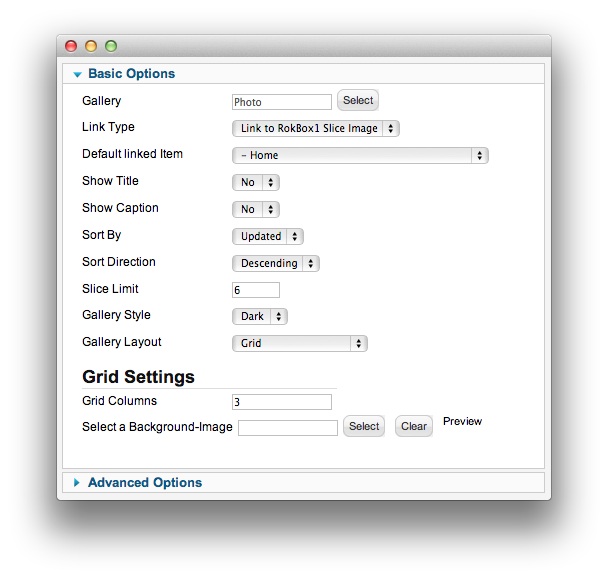 Basic Options
Gallery Photo Select
Link Type Link to RokBox1 Slice Image
Default linked Item – Home
Show Title No
Show Caption No
Sort By Updated
Sort Direction Descending
Slice Limit 6
Gallery Style Dark
Gallery Layout Grid
Grid Settings
Grid Columns 3
Select a Background-Image Select Clear Preview
Advanced Options